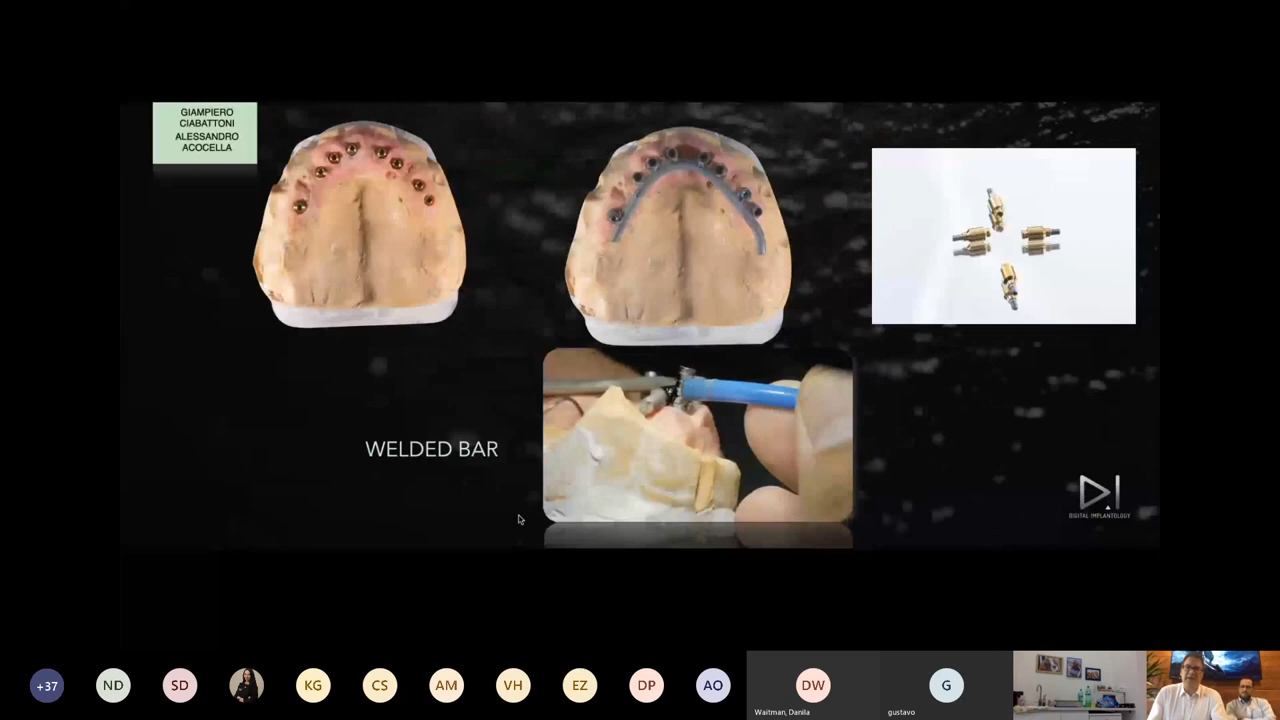 GIAMPIERO
CIABATTONI
ALESSANDRO
ACOCELLA
WELDED BAR
DIGITAL IMPLANTOLOGY
+37
ND
SD
KG
CS
AM
VH
EZ
DP
AO
DW
G
Waitman, Danila
gustavo